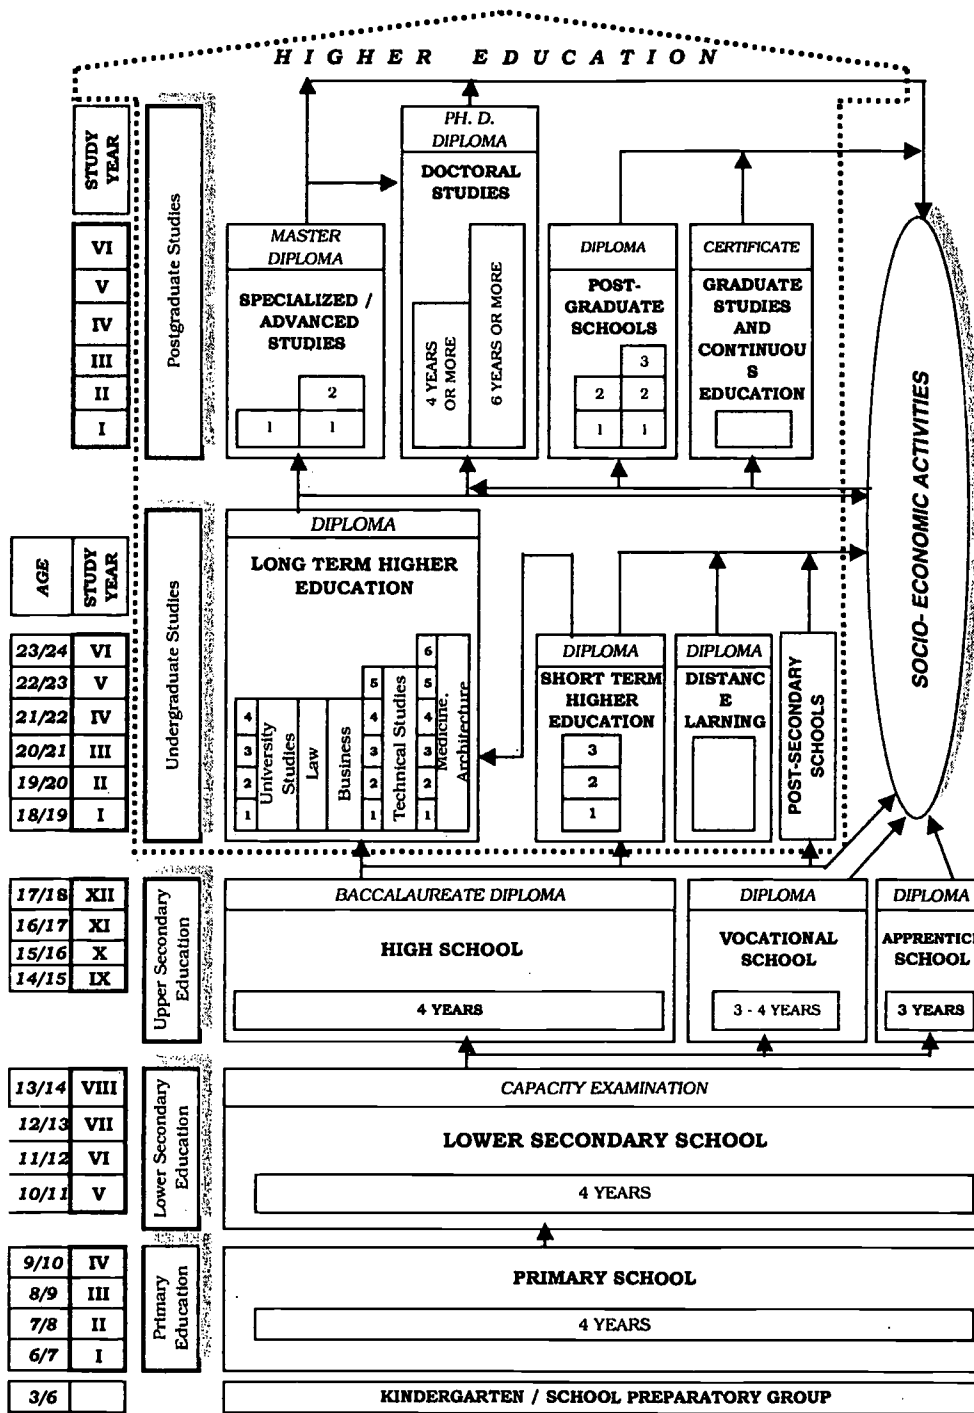 HIGHER EDUCATION
STUDY YEAR
VI
V
IV
III
II
I
Postgraduate Studies
MASTER
DIPLOMA
SPECIALIZED /
ADVANCED
STUDIES
2
1 1
PH. D.
DIPLOMA
DOCTORAL
STUDIES
4 YEARS
OR MORE
6 YEARS OR MORE
DIPLOMA
POST-
GRADUATE
SCHOOLS
3
2 2
1 1
CERTIFICATE
GRADUATE
STUDIES
AND
CONTINUOU
S
EDUCATION
SOCIO- ECONOMIC ACTIVITIES
AGE STUDY YEAR
23/24 VI
22/23 V
21/22 IV
20/21 III
19/20 II
18/19 I
Undergraduate Studies
DIPLOMA
LONG TERM HIGHER
EDUCATION
4
3
2
1
University
Studies
Law
Business
5
4
3
2
1
Technical Studies
6
5
4
3
2
1
Medicine.
Architecture
DIPLOMA
SHORT TERM
HIGHER
EDUCATION
3
2
1
DIPLOMA
DISTANC
E
LARNING
POST-SECONDARY
SCHOOLS
17/18 XII
16/17 XI
15/16 X
14/15 IX
Upper Secondary
Education
BACCALAUREATE DIPLOMA
HIGH SCHOOL
4 YEARS
DIPLOMA
VOCATIONAL
SCHOOL
3 - 4 YEARS
DIPLOMA
APPRENTICE
SCHOOL
3 YEARS
13/14 VIII
12/13 VII
11/12 VI
10/11 V
Lower Secondary
Education
CAPACITY EXAMINATION
LOWER SECONDARY SCHOOL
4 YEARS
9/10 IV
8/9 III
7/8 II
6/7 I
Primary
Education
PRIMARY SCHOOL
4 YEARS
3/6
KINDERGARTEN / SCHOOL PREPARATORY GROUP